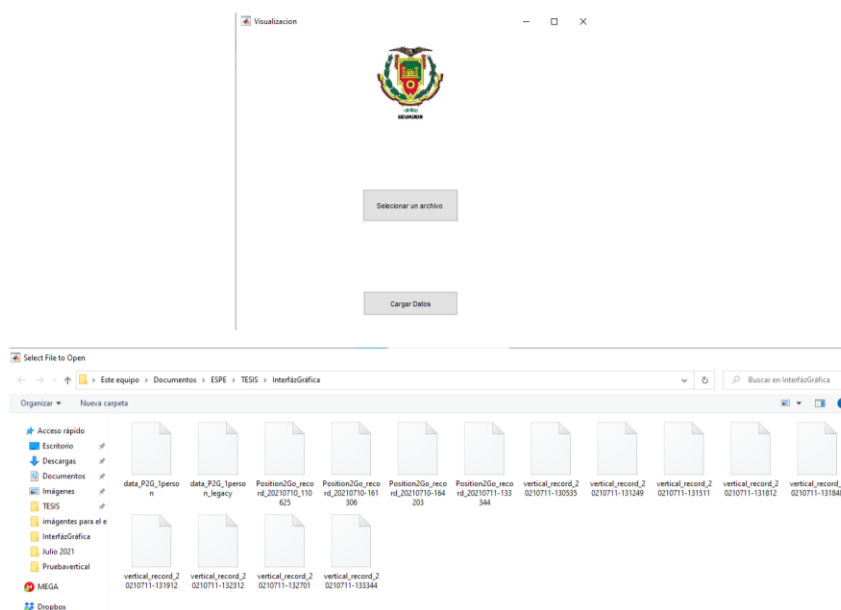 Visualizacion
ECUADOR
Selecionar un archivo
Cargar Datos
Select File to Open
Este equipo > Documentos > ESPE > TESIS > InterfázGráfica
Buscar en InterfázGráfica
Organizar
Nueva carpeta
Acceso rápido
Escritorio
Descargas
Documentos
Imágenes
TESIS
imágentes para el e
InterfázGráfica
Julio 2021
Pruebavertical
MEGA
Dropbox
data_P2G_1perso
n
data_P2G_1perso
n_legacy
Position2Go_reco
rd_20210710_110
625
Position2Go_reco
rd_20210710-161
306
Position2Go_reco
rd_20210710-164
203
Position2Go_reco
rd_20210711-133
344
vertical_record_2
0210711-130535
vertical_record_2
0210711-131249
vertical_record_2
0210711-131511
vertical_record_2
0210711-131812
vertical_record_2
0210711-131848
vertical_record_2
0210711-131912
vertical_record_2
0210711-132312
vertical_record_2
0210711-132701
vertical_record_2
0210711-133344